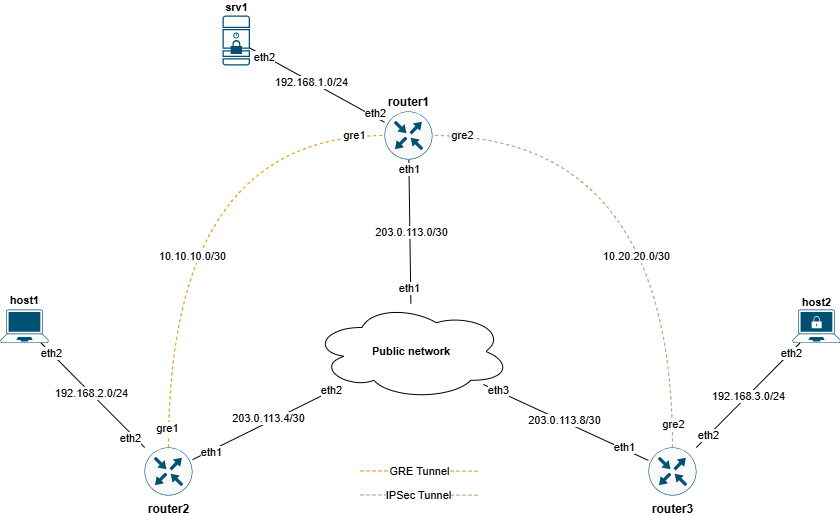 srv1
eth2
192.168.1.0/24
router1
eth2
gre1
gre2
eth1
203.0.113.0/30
10.10.10.0/30
10.20.20.0/30
eth1
host1
host2
Public network
eth2
eth2
eth2
eth3
192.168.2.0/24
192.168.3.0/24
203.0.113.4/30
203.0.113.8/30
gre1
gre2
eth2
eth2
eth1
eth1
GRE Tunnel
IPSec Tunnel
router2
router3